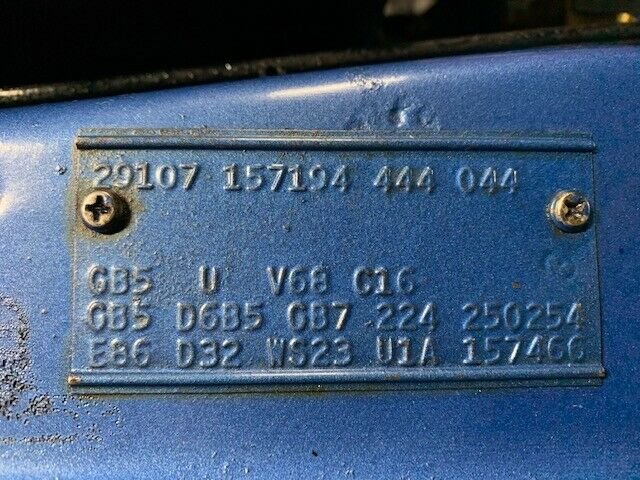 29107 157194 444 044
GB5 U V68 C16
GB5 D6B5 GB7 224 250254
E86 D32 WS23 U1A 157466